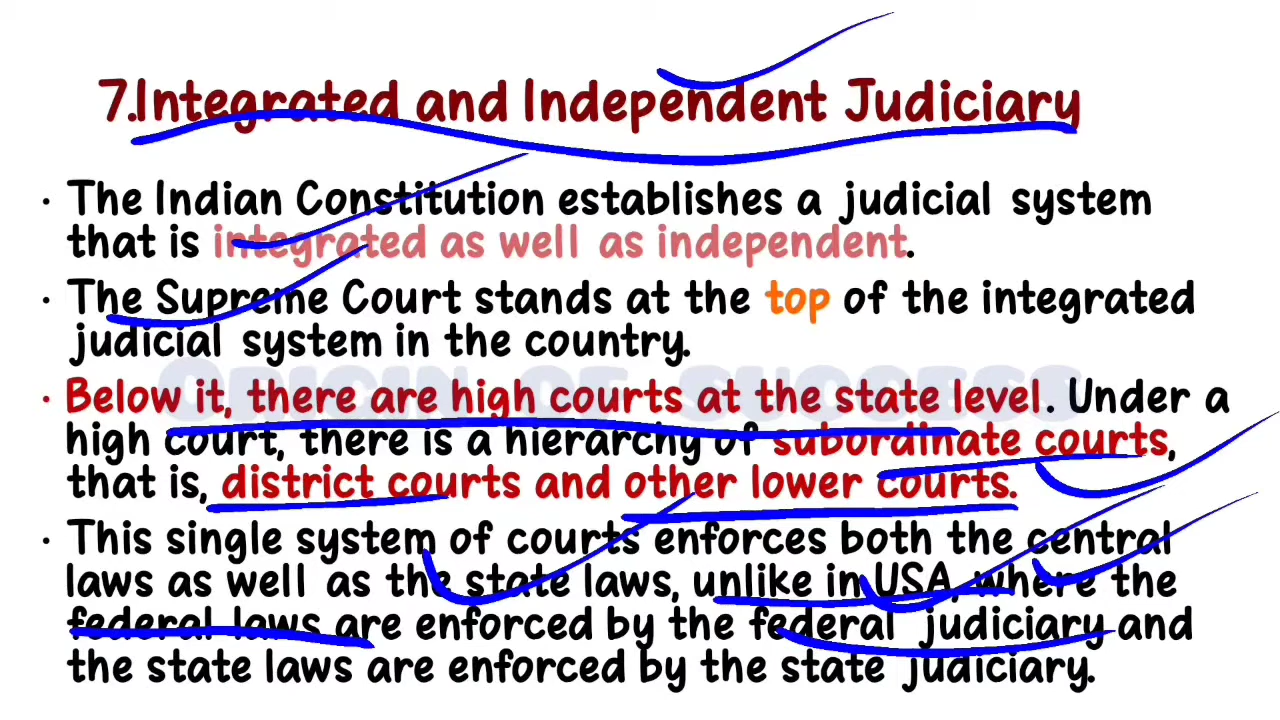 7.Integrated and Independent Judiciary
• The Indian Constitution establishes a judicial system
that is integrated as well as independent.
• The Supreme Court stands at the top of the integrated
judicial system in the country.
ORIGIN OF SUCCESS
• Below it, there are high courts at the state level. Under a
high court, there is a hierarchy of subordinate courts,
that is, district courts and other lower courts.
• This single system of courts enforces both the central
laws as well as the state laws, unlike in USA, where the
federal laws are enforced by the federal judiciary and
the state laws are enforced by the state judiciary.